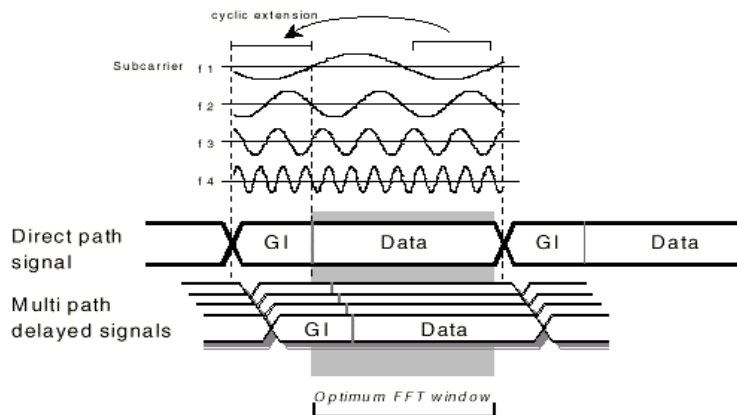 cyclic extension
Subcarrier f 1
f 2
f 3
f 4
Direct path
signal
GI
Data
GI
Data
Multi path
delayed signals
GI
Data
Optimum FFT window